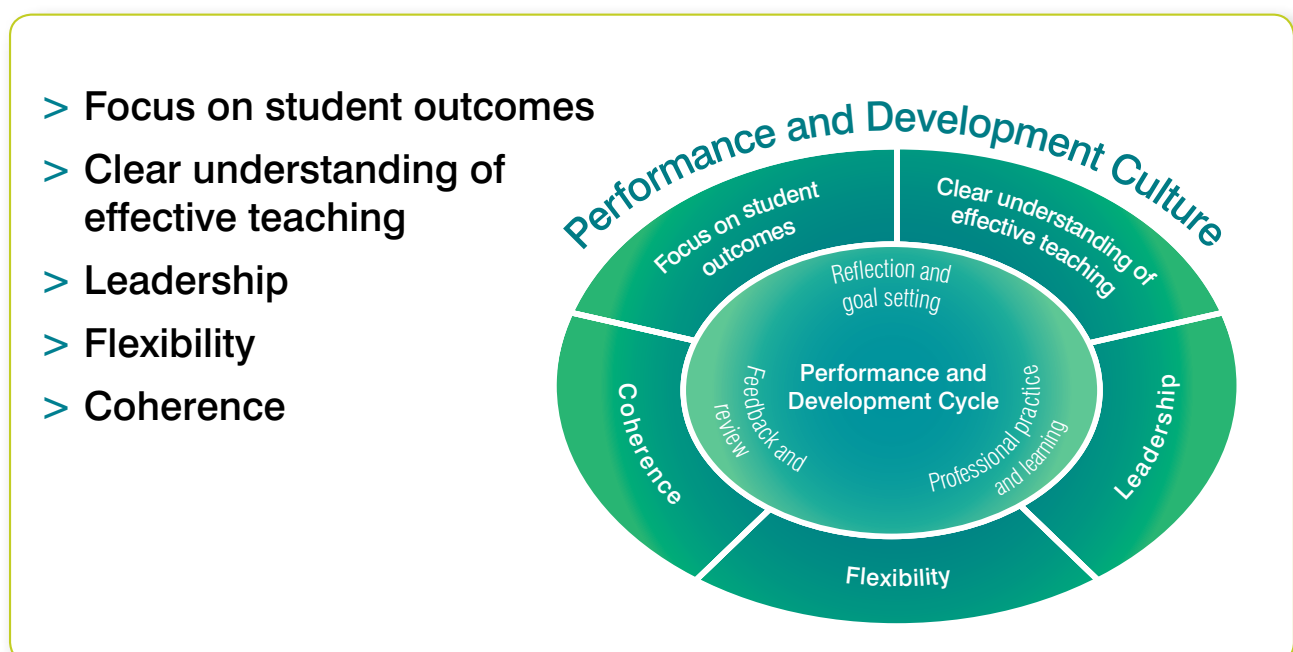 > Focus on student outcomes
> Clear understanding of
effective teaching
> Leadership
> Flexibility
> Coherence
Performance and Development Culture
Focus on student
outcomes
Clear understanding of
effective teaching
Leadership
Flexibility
Coherence
Reflection and
goal setting
Professional practice
and learning
Feedback and
review
Performance and
Development Cycle